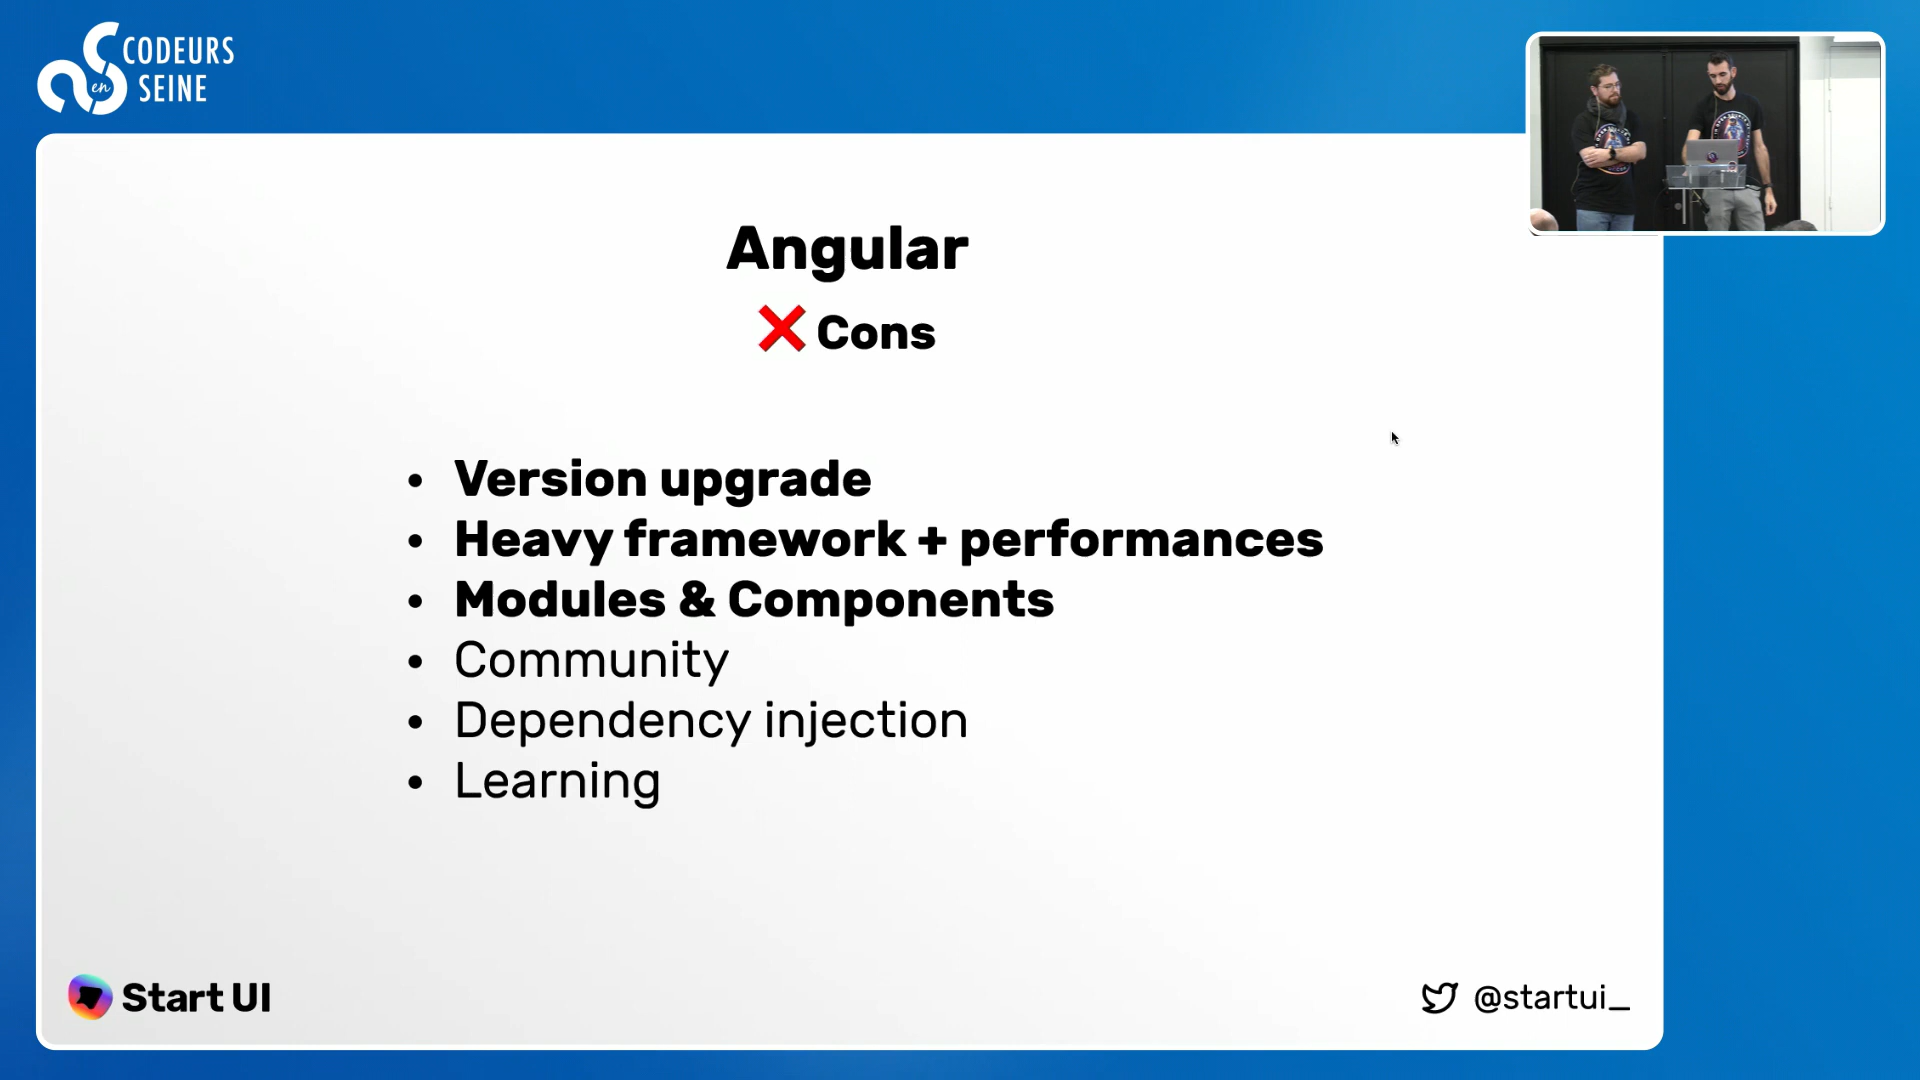 CODEURS
en SEINE
Angular
❌ Cons
• Version upgrade
• Heavy framework + performances
• Modules & Components
• Community
• Dependency injection
• Learning
Start UI
@startui_